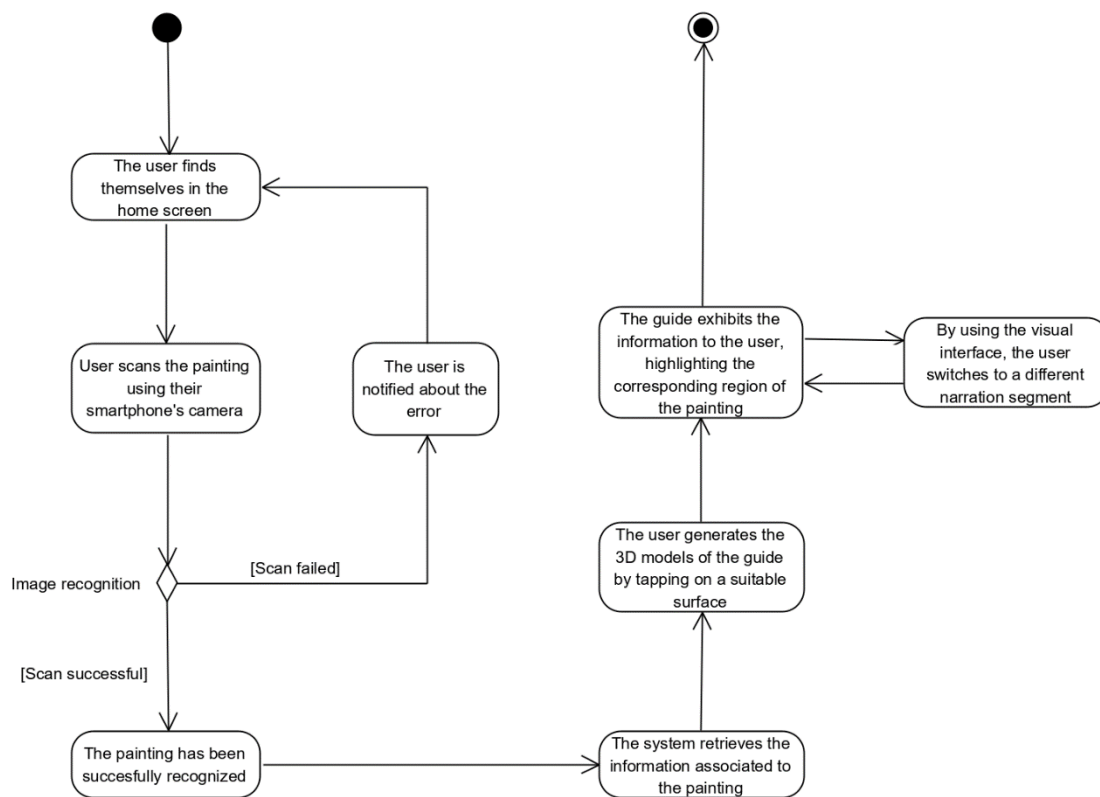 The user finds
themselves in the
home screen
User scans the painting
using their
smartphone's camera
The user is
notified about the
error
Image recognition
[Scan failed]
[Scan successful]
The painting has been
succesfully recognized
The system retrieves the
information associated to
the painting
The user generates the
3D models of the guide
by tapping on a suitable
surface
The guide exhibits the
information to the user,
highlighting the
corresponding region of
the painting
By using the visual
interface, the user
switches to a different
narration segment